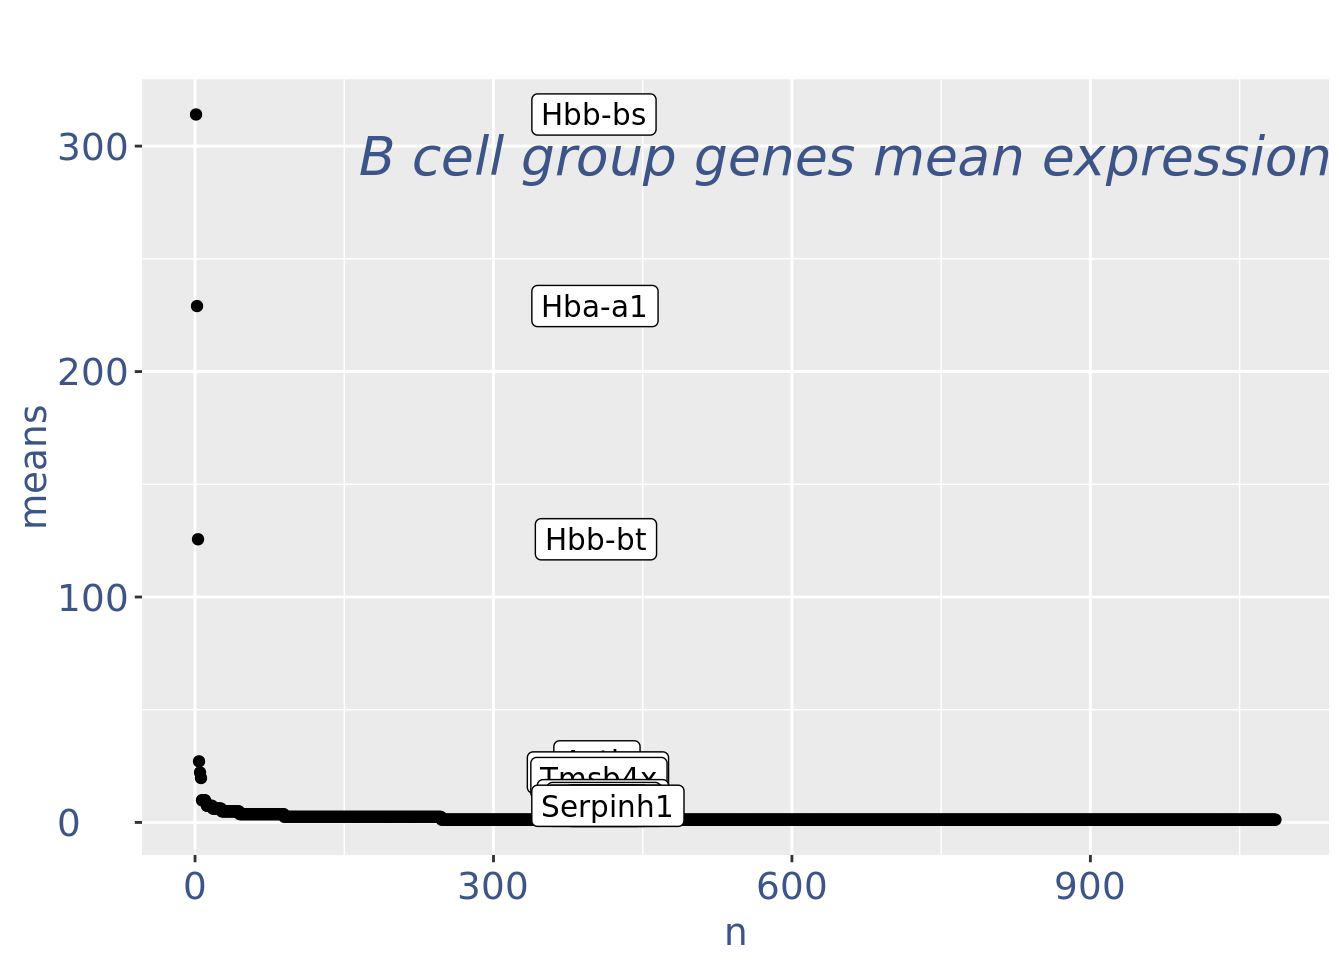 Hbb-bs
300
B cell group genes mean expression
Hba-a1
200
means
Hbb-bt
100
Tmsb4x
Serpinh1
0
0 300 600 900
n